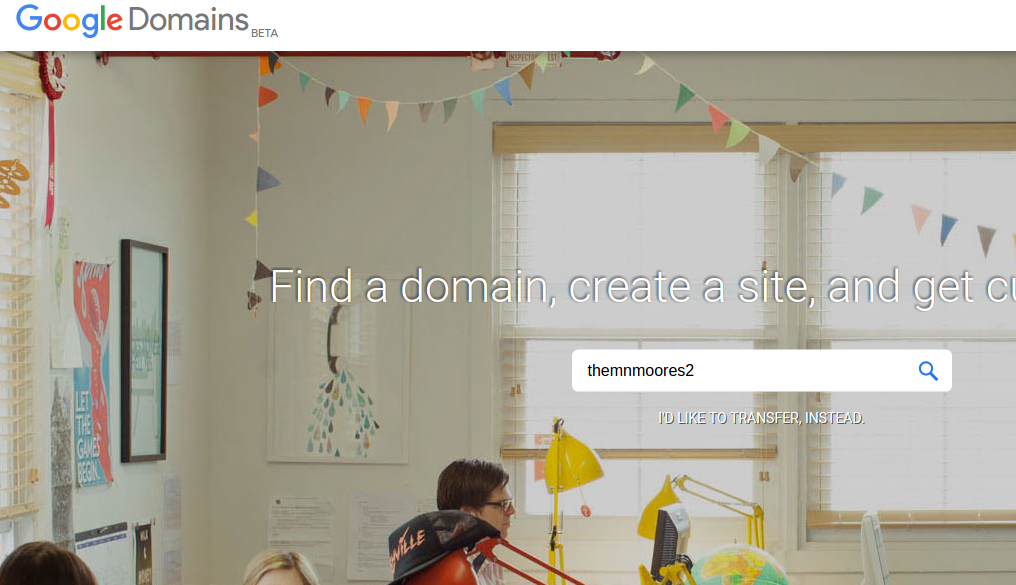 Google Domains BETA
Find a domain, create a site, and get cu
themnmoores2
I'D LIKE TO TRANSFER, INSTEAD.
LET
THE
GAMES
BEGIN